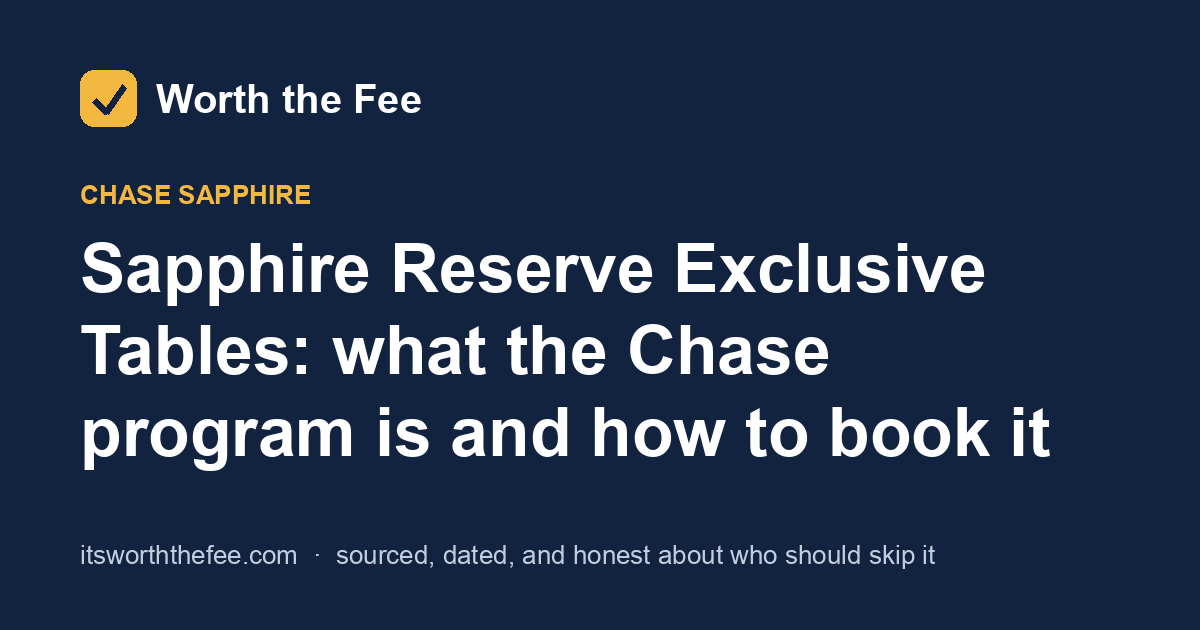 Worth the Fee
CHASE SAPPHIRE
Sapphire Reserve Exclusive
Tables: what the Chase
program is and how to book it
itsworththefee.com · sourced, dated, and honest about who should skip it